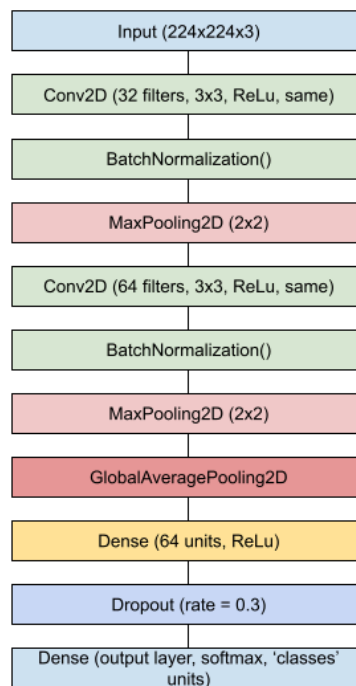 Input (224x224x3)
Conv2D (32 filters, 3x3, ReLu, same)
BatchNormalization()
MaxPooling2D (2x2)
Conv2D (64 filters, 3x3, ReLu, same)
BatchNormalization()
MaxPooling2D (2x2)
GlobalAveragePooling2D
Dense (64 units, ReLu)
Dropout (rate = 0.3)
Dense (output layer, softmax, ‘classes’
units)